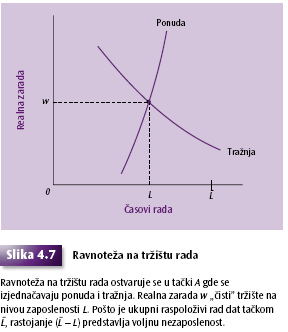 Ponuda
Realna zarada
w
Tražnja
0
L
L̄
Časovi rada
Slika 4.7 Ravnoteža na tržištu rada
Ravnoteža na tržištu rada ostvaruje se u tački A gde se
izjednačavaju ponuda i tražnja. Realna zarada w „čisti” tržište na
nivou zaposlenosti L. Pošto je ukupni raspoloživi rad dat tačkom
L̄, rastojanje (L̄ – L) predstavlja voljnu nezaposlenost.